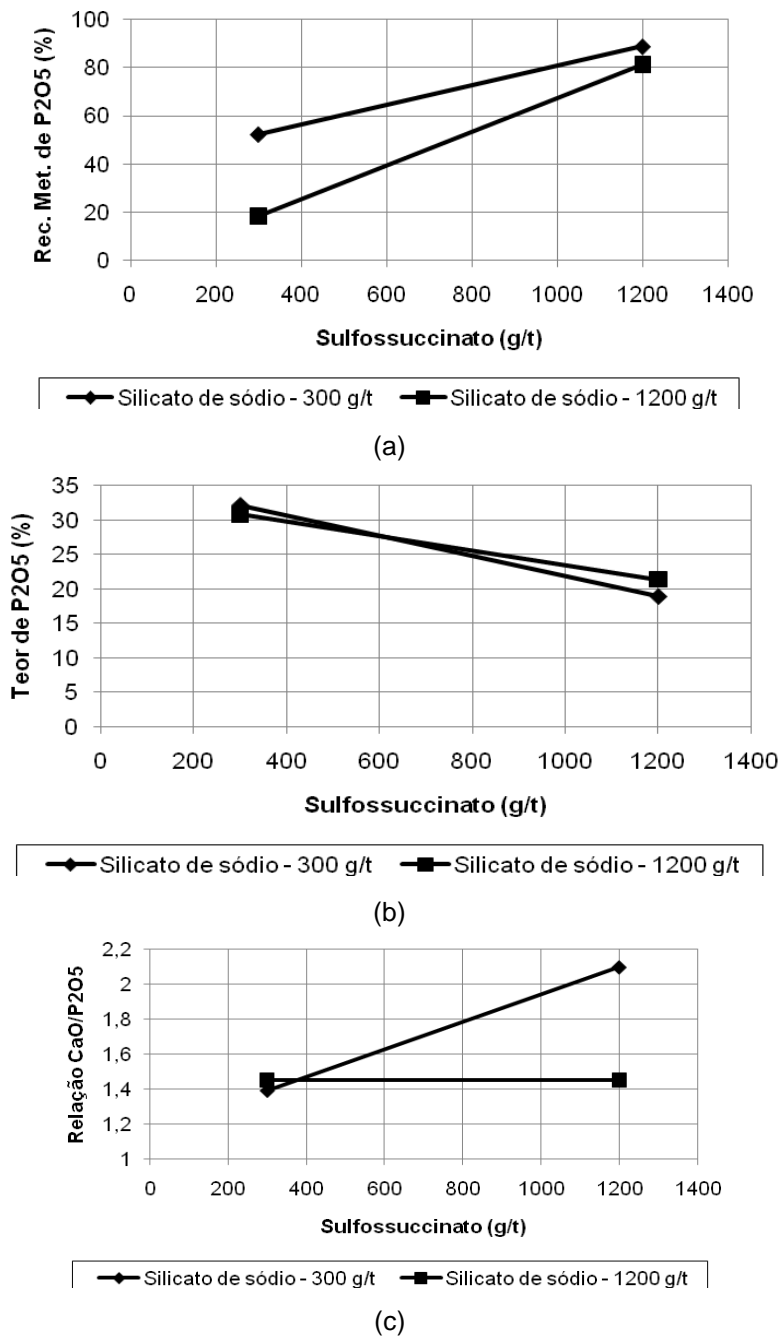 Rec. Met. de P2O5 (%)
100
80
60
40
20
0
0 200 400 600 800 1000 1200 1400
Sulfossuccinato (g/t)
Silicato de sódio - 300 g/t Silicato de sódio - 1200 g/t
(a)
Teor de P2O5 (%)
35
30
25
20
15
10
5
0
0 200 400 600 800 1000 1200 1400
Sulfossuccinato (g/t)
Silicato de sódio - 300 g/t Silicato de sódio - 1200 g/t
(b)
Relação CaO/P2O5
2,2
2
1,8
1,6
1,4
1,2
1
0 200 400 600 800 1000 1200 1400
Sulfossuccinato (g/t)
Silicato de sódio - 300 g/t Silicato de sódio - 1200 g/t
(c)